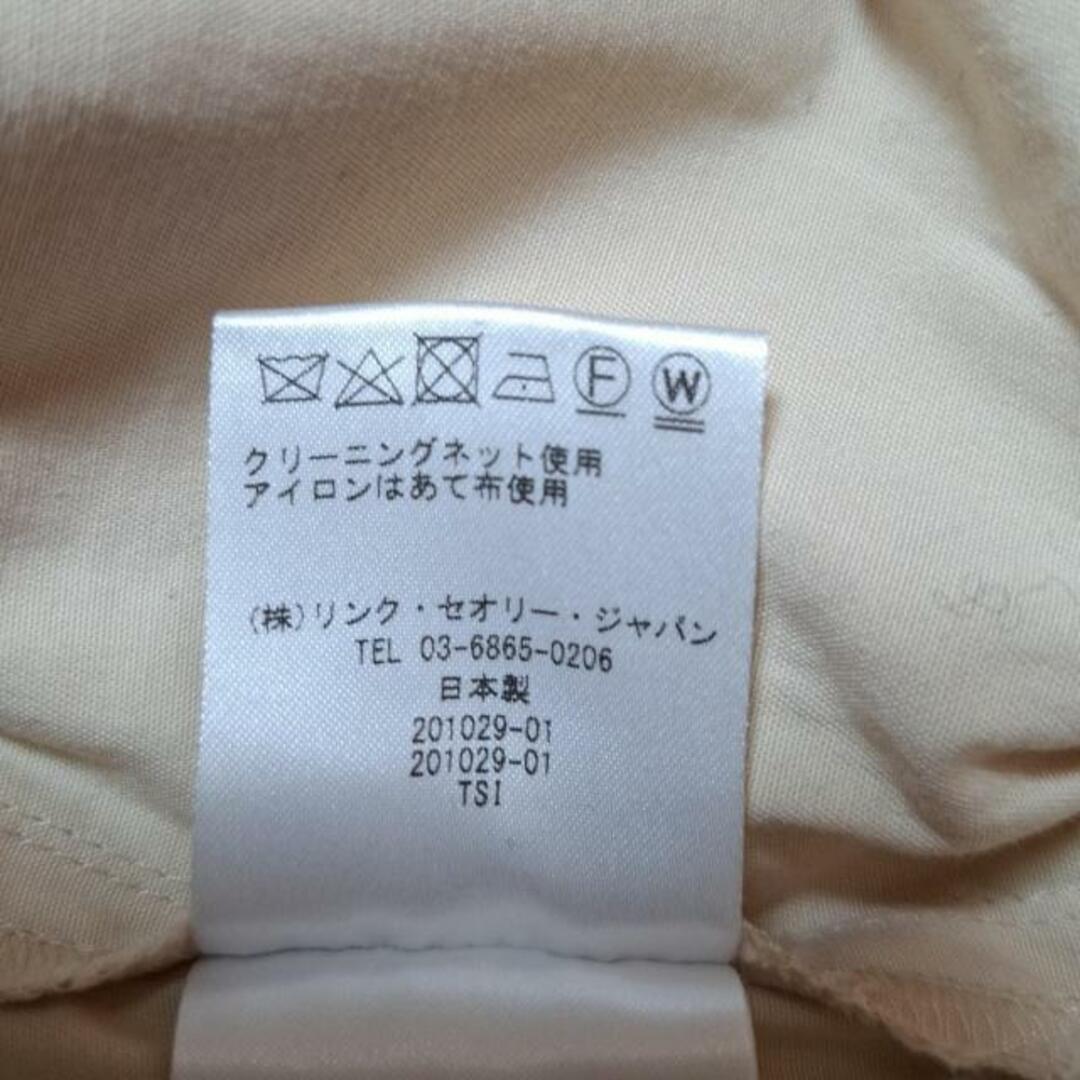 F W
クリーニングネット使用
アイロンはあて布使用
(株)リンク・セオリー・ジャパン
TEL 03-6865-0206
日本製
201029-01
201029-01
TSI